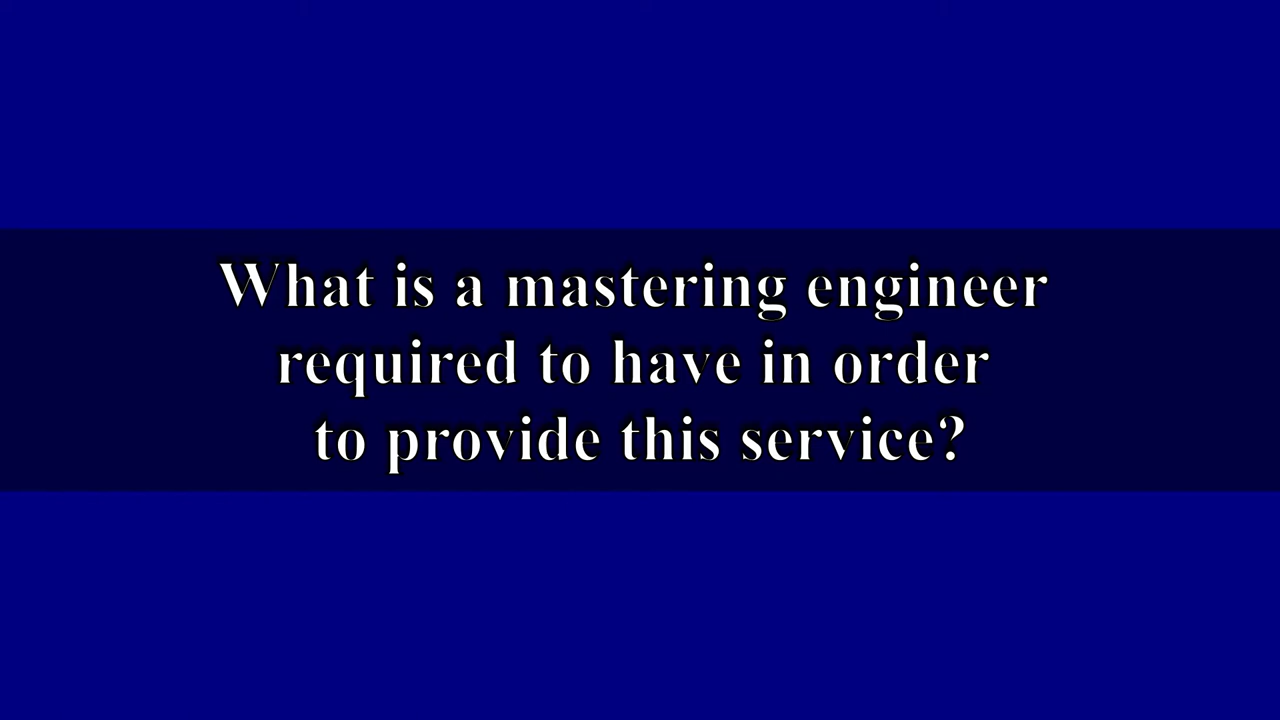 What is a mastering engineer
required to have in order
to provide this service?